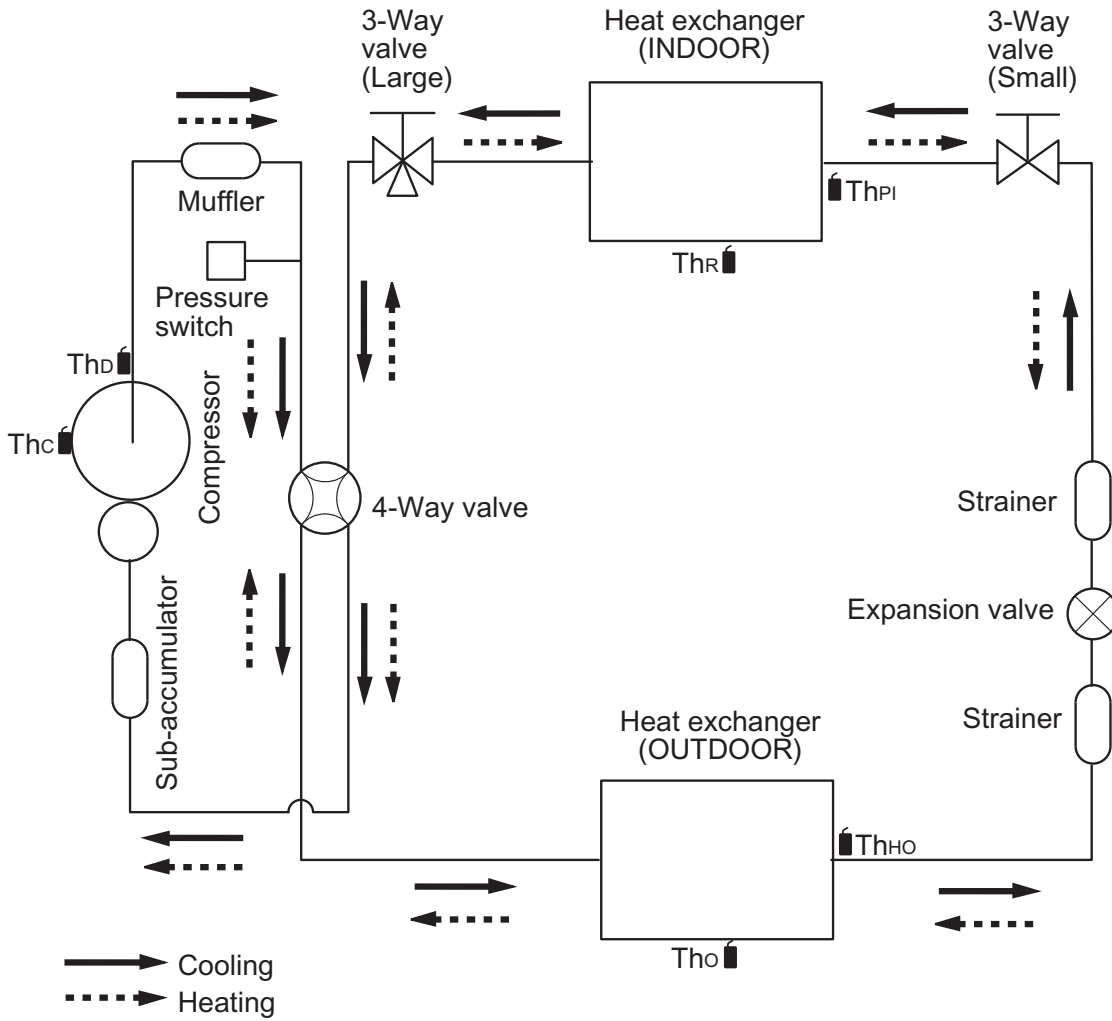 3-Way
valve
(Large)
Heat exchanger
(INDOOR)
3-Way
valve
(Small)
Muffler
ThPI
ThR
Pressure
switch
ThD
ThC
Compressor
4-Way valve
Strainer
Expansion valve
Sub-accumulator
Strainer
Heat exchanger
(OUTDOOR)
ThHO
ThO
Cooling
Heating